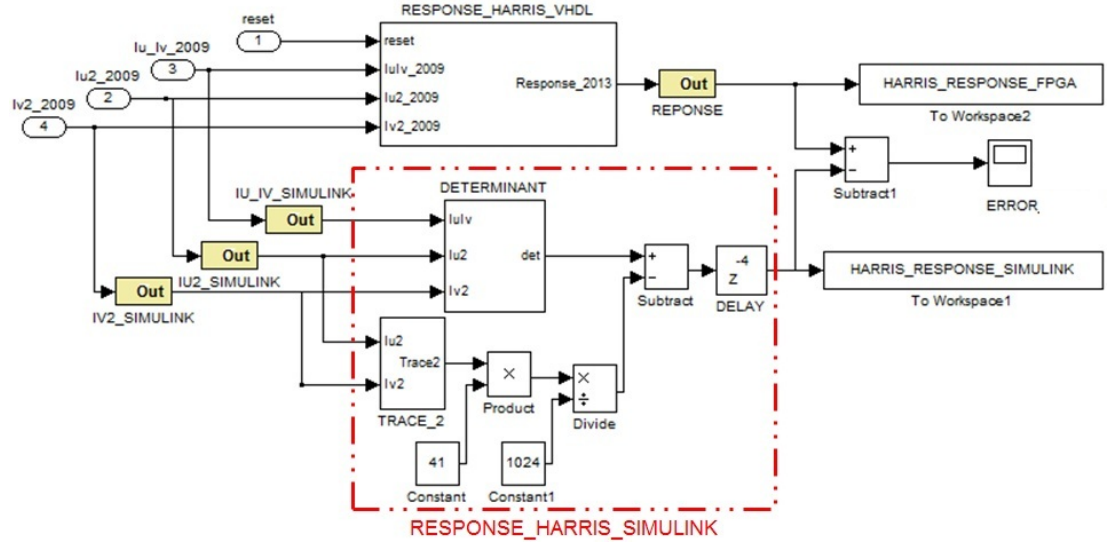 RESPONSE_HARRIS_VHDL
reset
1
reset
Iu_Iv_2009
3
IuIv_2009
Iu2_2009
2
Iu2_2009
Iv2_2009
4
Iv2_2009
Response_2013
Out
REPONSE
HARRIS_RESPONSE_FPGA
To Workspace2
+
−
Subtract1
ERROR
DETERMINANT
IU_IV_SIMULINK
Out
IuIv
Out
IU2_SIMULINK
Iu2
det
Out
IV2_SIMULINK
Iv2
+
−
Subtract
-4
Z
DELAY
HARRIS_RESPONSE_SIMULINK
To Workspace1
Iu2
Trace2
Iv2
TRACE_2
×
Product
×
÷
Divide
41
Constant
1024
Constant1
RESPONSE_HARRIS_SIMULINK